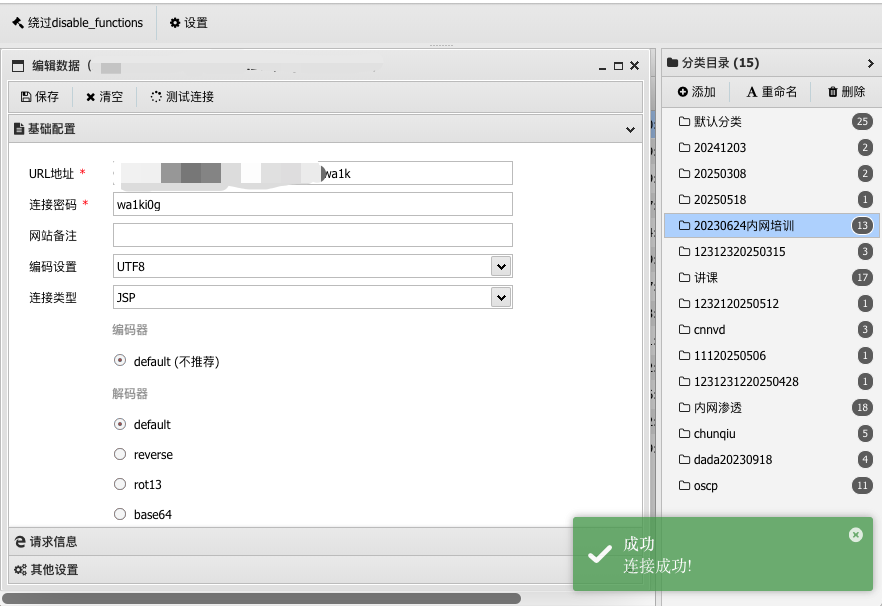 绕过disable_functions 设置
编辑数据 (
保存 清空 测试连接
基础配置
URL地址 * wa1k
连接密码 * wa1ki0g
网站备注
编码设置 UTF8
连接类型 JSP
编码器
default (不推荐)
解码器
default
reverse
rot13
base64
请求信息
其他设置
分类目录 (15)
添加 重命名 删除
默认分类 25
20241203 2
20250308 2
20250518 1
20230624内网培训 13
12312320250315 3
讲课 17
1232120250512 1
cnnvd 3
11120250506 1
1231231220250428 1
内网渗透 18
chunqiu 5
dada20230918 4
oscp 11
成功
连接成功!